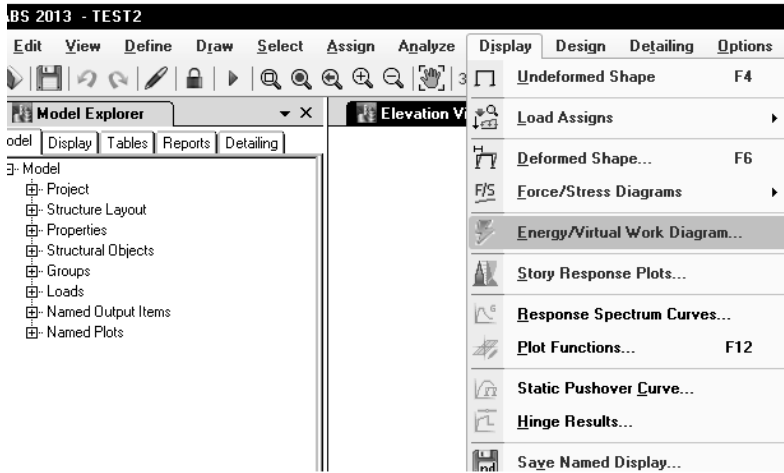 ABS 2013 - TEST2
Edit View Define Draw Select Assign Analyze Display Design Detailing Options
Model Explorer
Elevation Vi
odel Display Tables Reports Detailing
Model
Project
Structure Layout
Properties
Structural Objects
Groups
Loads
Named Output Items
Named Plots
Undeformed Shape F4
Load Assigns
Deformed Shape... F6
F/S Force/Stress Diagrams
Energy/Virtual Work Diagram...
Story Response Plots...
Response Spectrum Curves...
Plot Functions... F12
Static Pushover Curve...
Hinge Results...
nd Save Named Display...